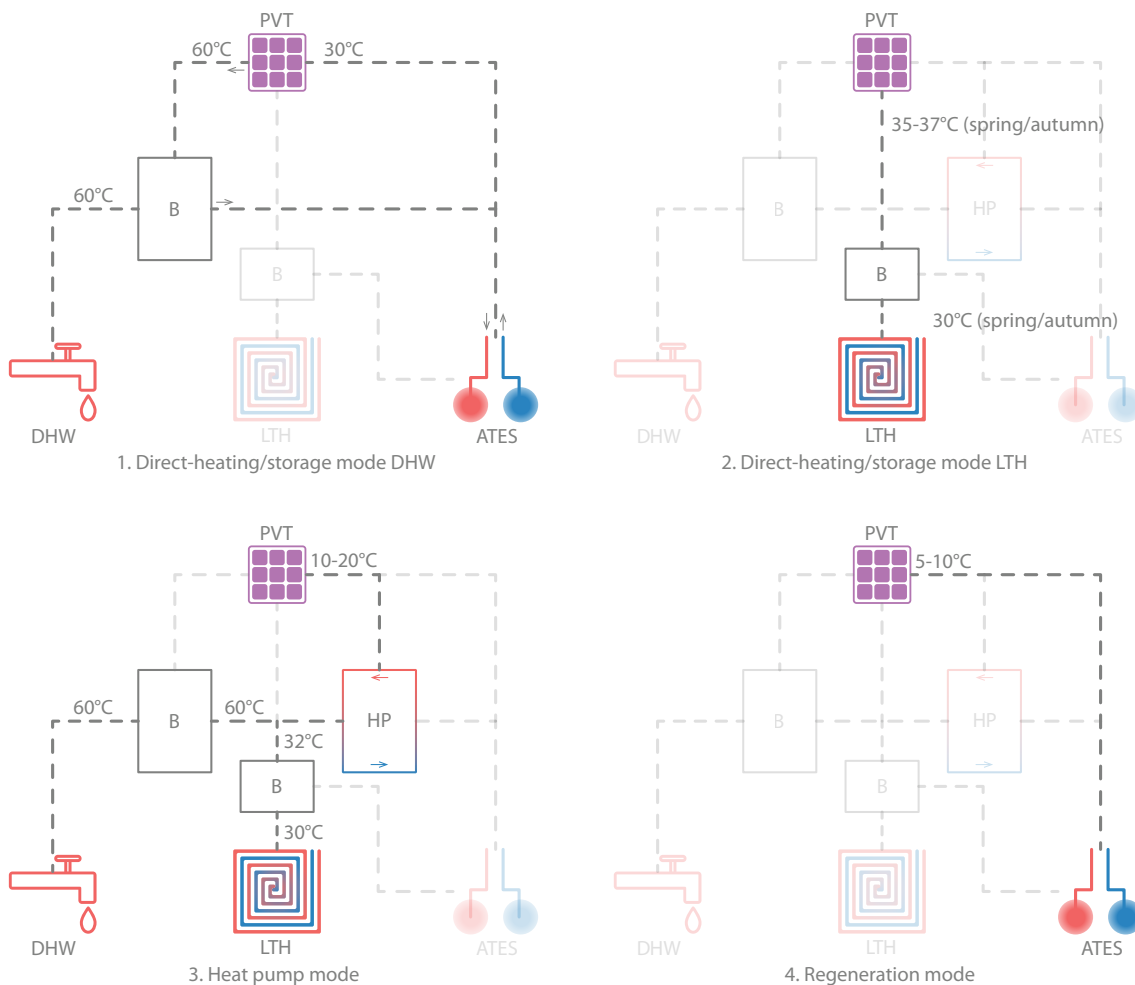 PVT
60°C
30°C
60°C
B
B
DHW
LTH
ATES
1. Direct-heating/storage mode DHW
PVT
35-37°C (spring/autumn)
B
HP
B
30°C (spring/autumn)
DHW
LTH
ATES
2. Direct-heating/storage mode LTH
PVT
10-20°C
60°C
B
60°C
HP
32°C
B
30°C
DHW
LTH
ATES
3. Heat pump mode
PVT
5-10°C
B
HP
B
DHW
LTH
ATES
4. Regeneration mode